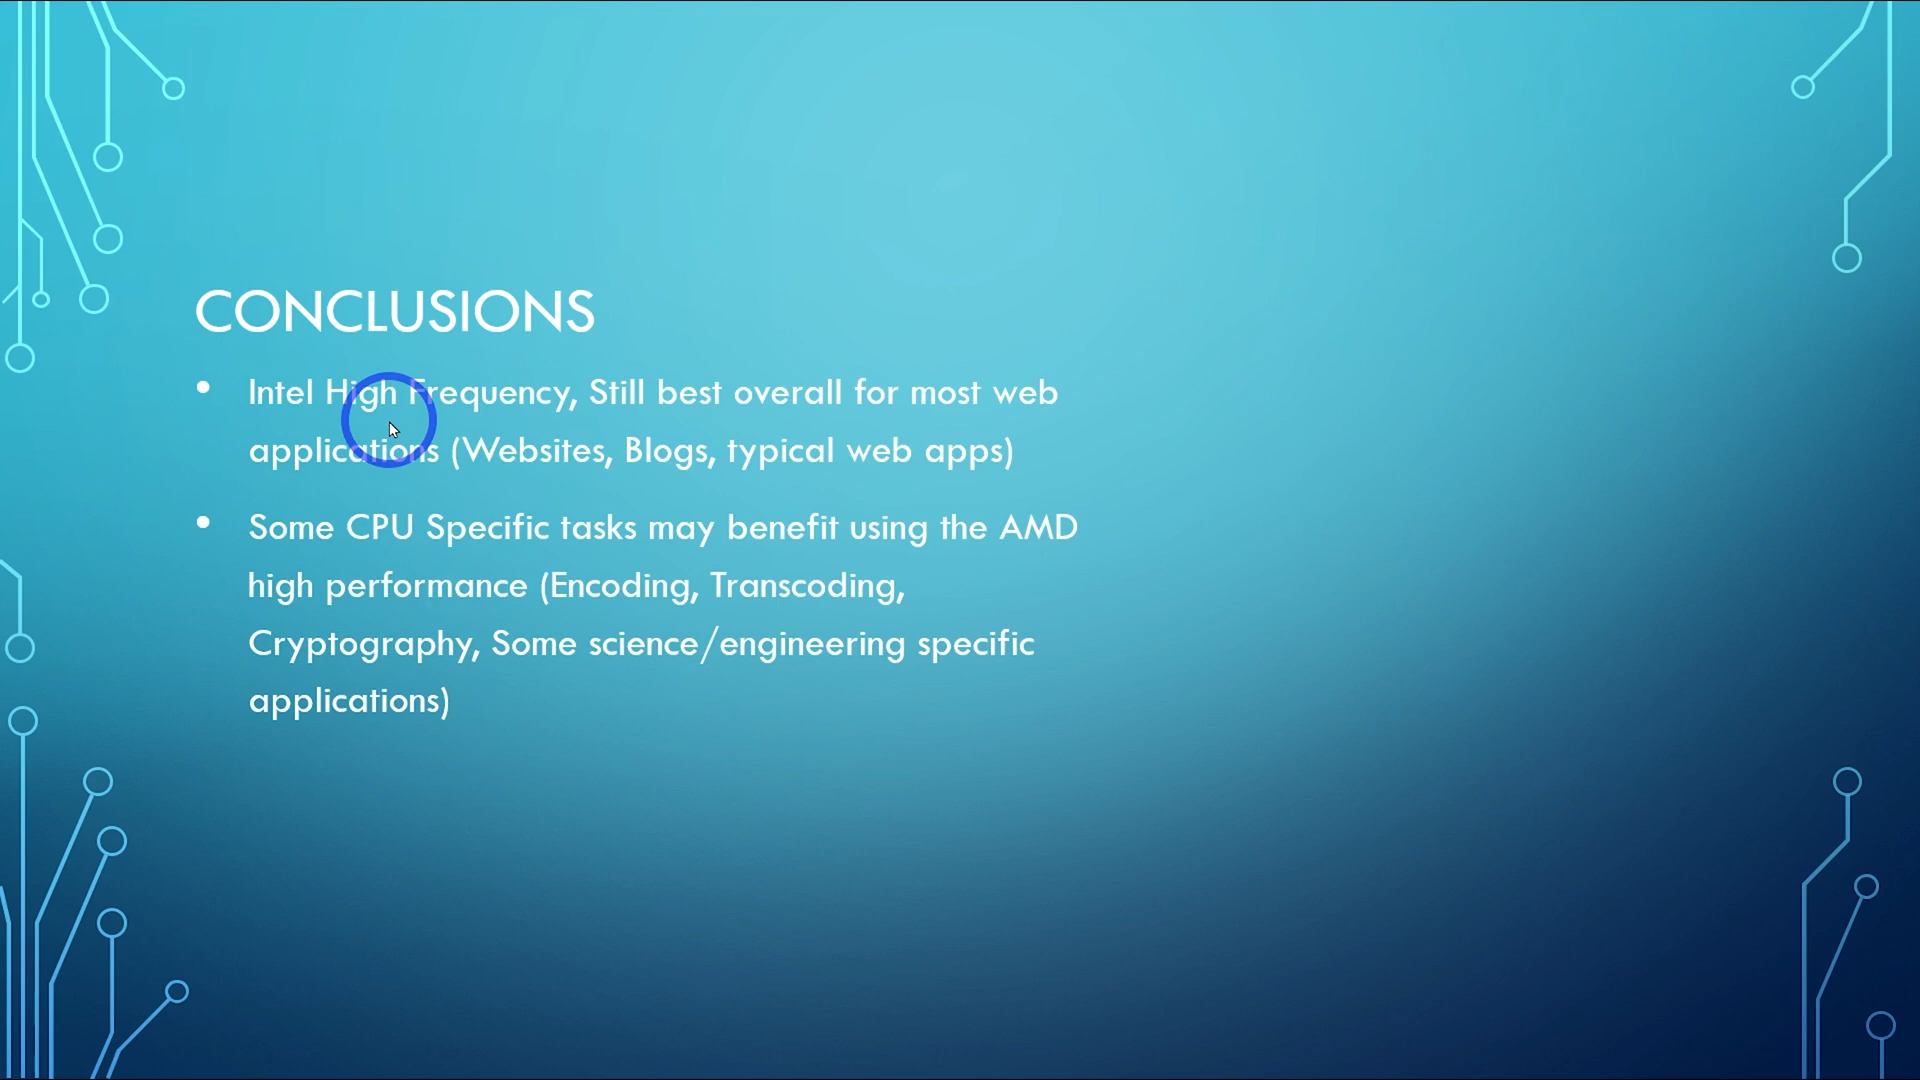 CONCLUSIONS
• Intel High Frequency, Still best overall for most web
applications (Websites, Blogs, typical web apps)
• Some CPU Specific tasks may benefit using the AMD
high performance (Encoding, Transcoding,
Cryptography, Some science/engineering specific
applications)